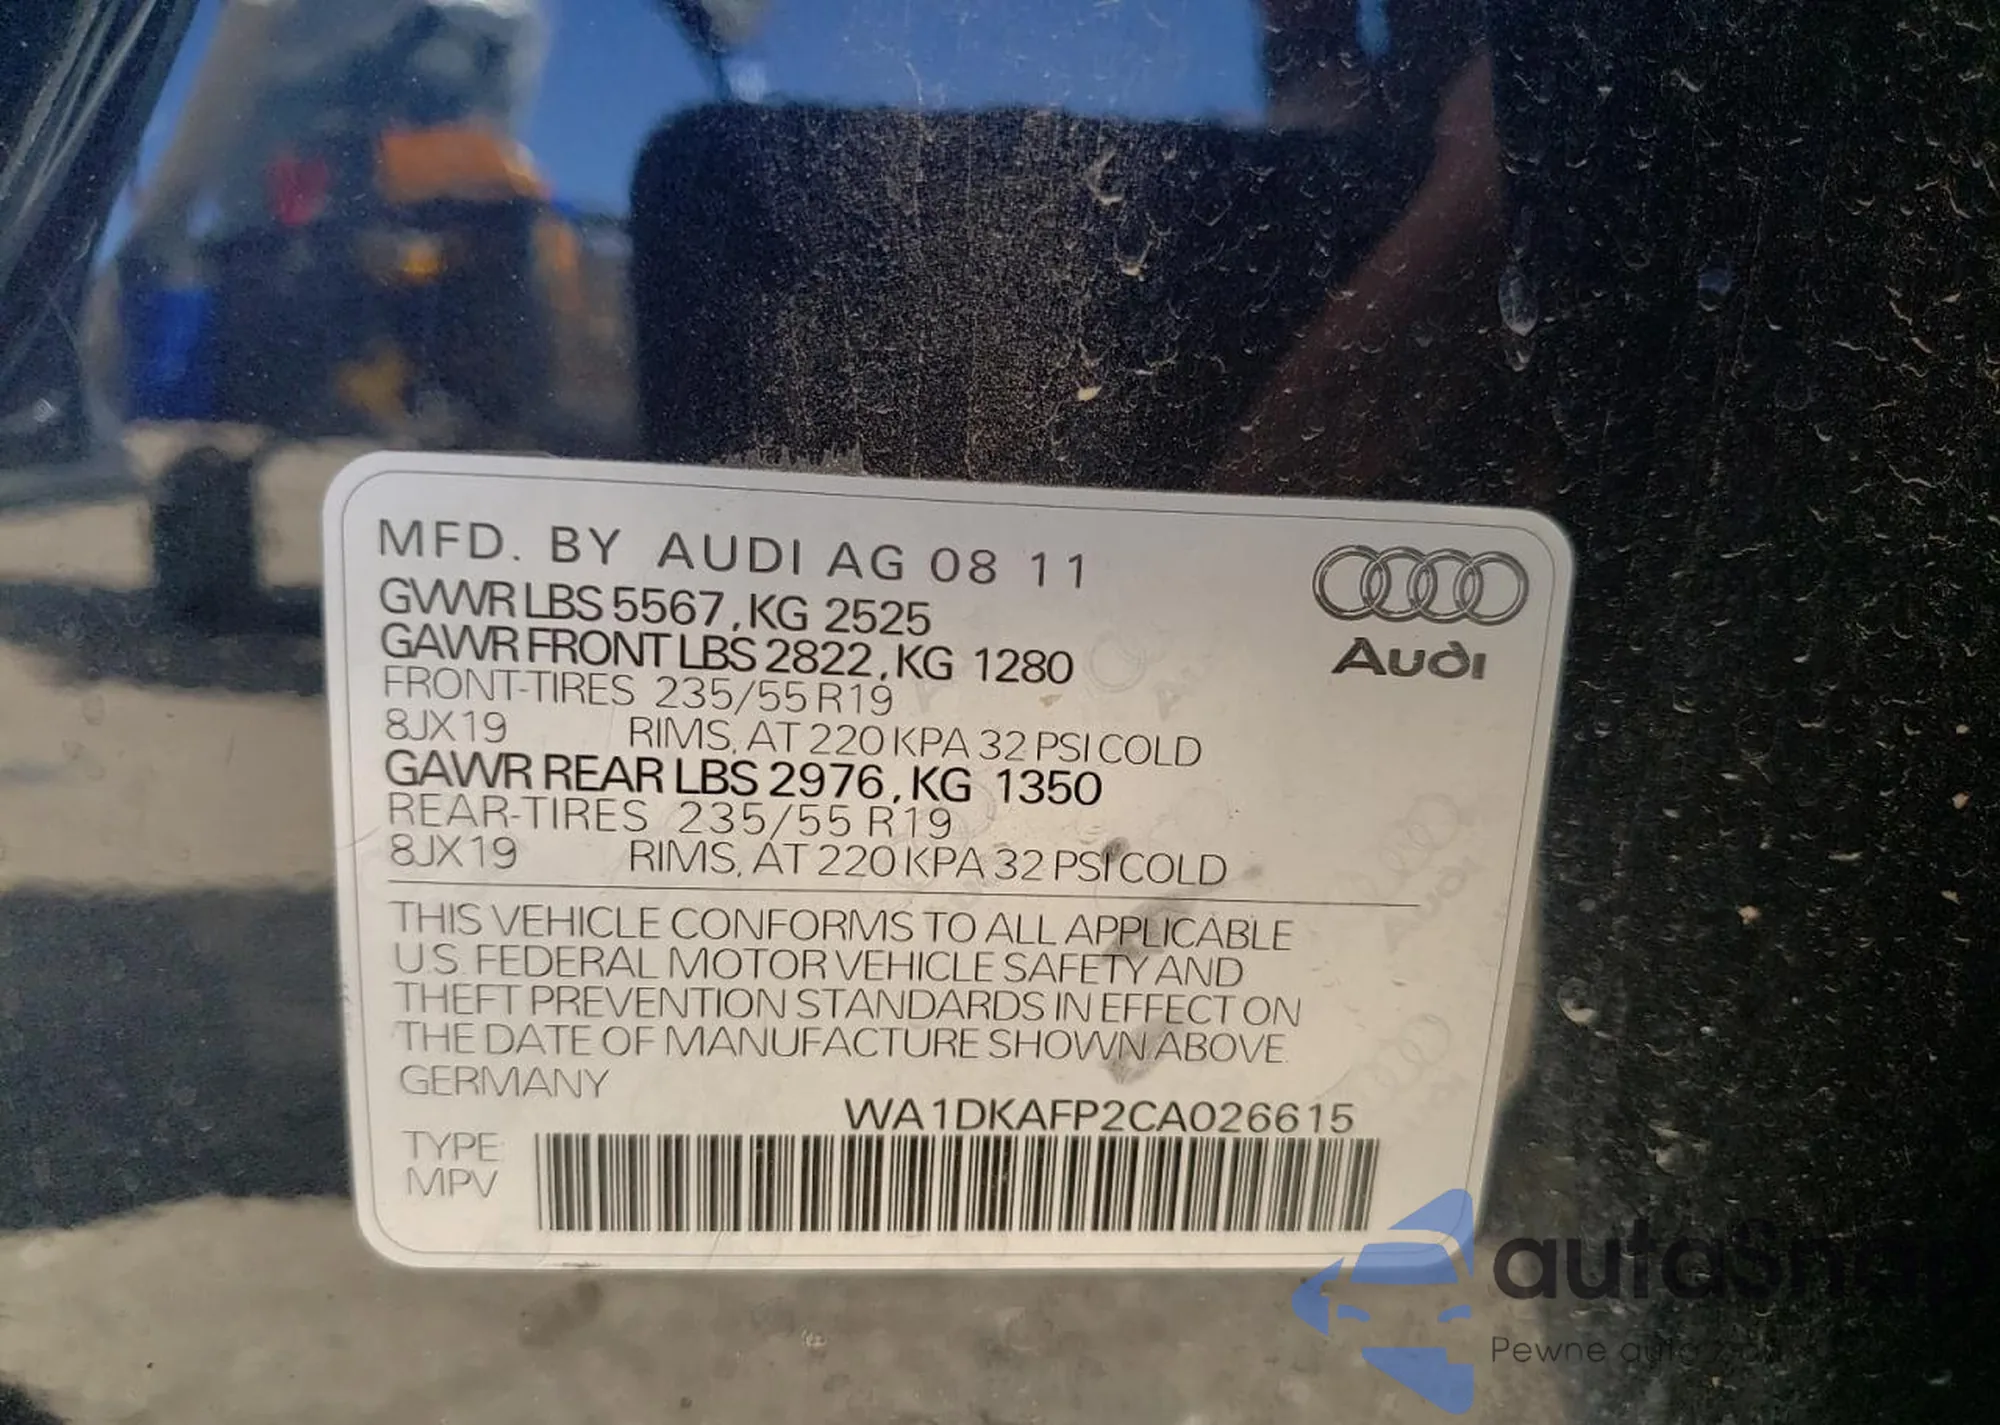 MFD. BY AUDI AG 08 11
GVWR LBS 5567, KG 2525
GAWR FRONT LBS 2822, KG 1280
FRONT-TIRES 235/55 R19
8JX19 RIMS, AT 220 KPA 32 PSI COLD
GAWR REAR LBS 2976, KG 1350
REAR-TIRES 235/55 R19
8JX19 RIMS, AT 220 KPA 32 PSI COLD
Audi
THIS VEHICLE CONFORMS TO ALL APPLICABLE
U.S. FEDERAL MOTOR VEHICLE SAFETY AND
THEFT PREVENTION STANDARDS IN EFFECT ON
THE DATE OF MANUFACTURE SHOWN ABOVE.
GERMANY
WA1DKAFP2CA026615
TYPE:
MPV
Pewne auto